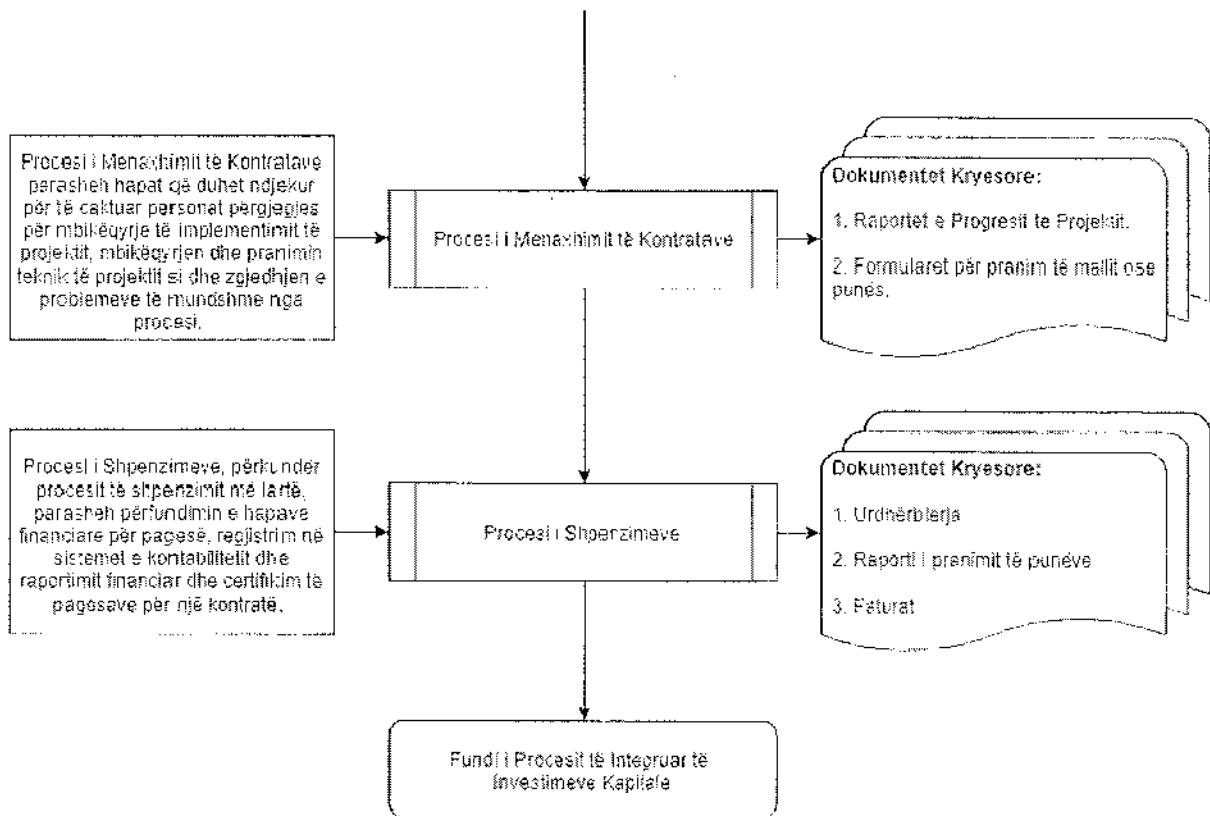 Procesi i Menaxhimit të Kontratave
parasheh hapat që duhet ndjekur
për të caktuar personat përgjegjes
për mbikëqyrje të implementimit të
projektit, mbikëqyrjen dhe pranimin
teknik të projektit si dhe zgjedhjen e
problemeve të mundshme nga
procesi.
Procesi i Menaxhimit të Kontratave
Dokumentet Kryesore:
1. Raportet e Progresit te Projektit.
2. Formularet për pranim të mallit ose
punës.
Procesi i Shpenzimeve, përkundër
procesit të shpenzimit më lartë,
parasheh përfundimin e hapave
financiare për pagesë, regjistrim në
sistemet e kontabilitetit dhe
raportimit financiar dhe certifikim të
pagesave për një kontratë.
Procesi i Shpenzimeve
Dokumentet Kryesore:
1. Urdhërblerja
2. Raporti i pranimit të punëve
3. Faturat
Fundi i Procesit të Integruar të
Investimeve Kapitale